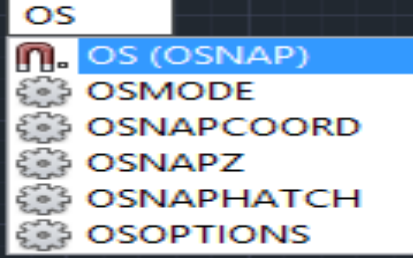 OS
OS (OSNAP)
OSMODE
OSNAPCOORD
OSNAPZ
OSNAPHATCH
OSOPTIONS